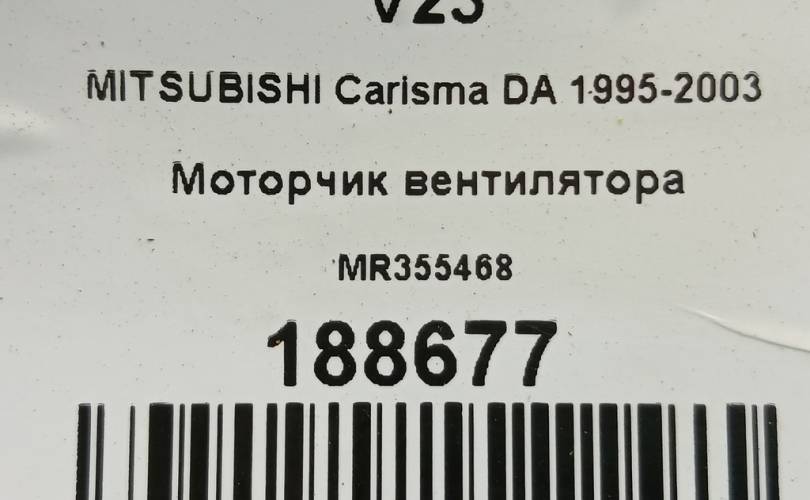 V23
MITSUBISHI Carisma DA 1995-2003
Моторчик вентилятора
MR355468
188677